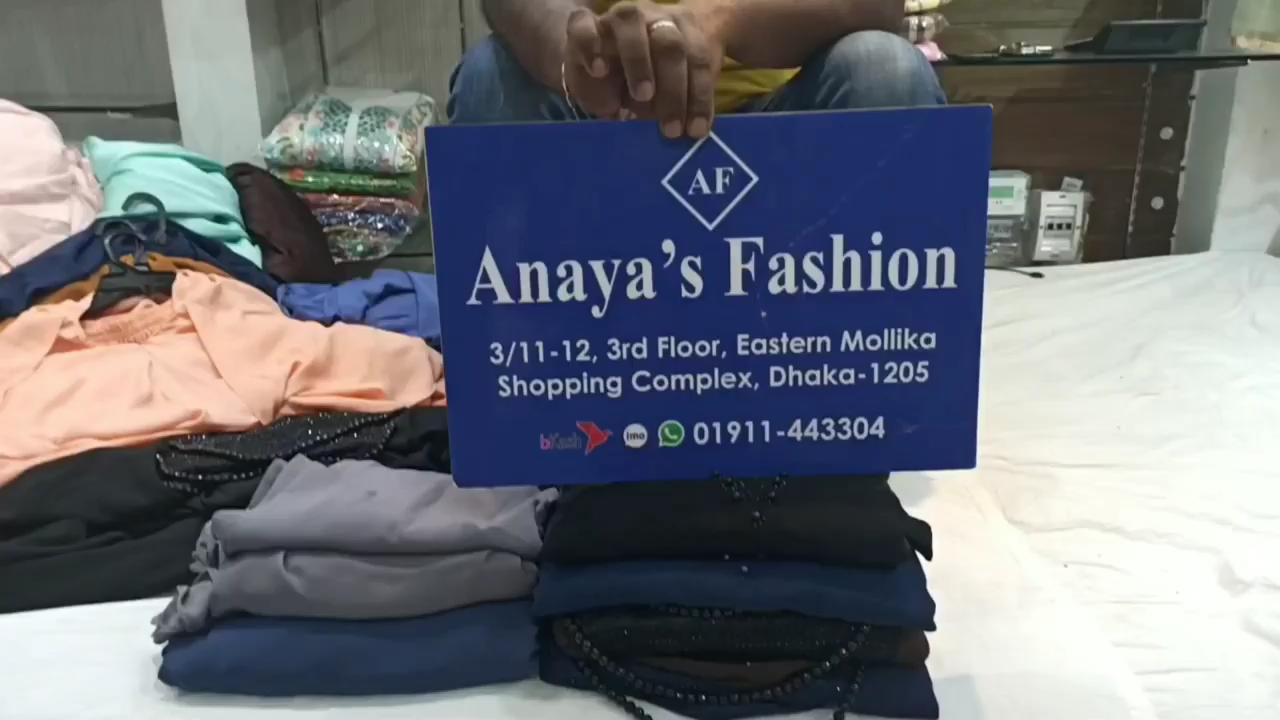 AF
Anaya's Fashion
3/11-12, 3rd Floor, Eastern Mollika
Shopping Complex, Dhaka-1205
bKash imo 01911-443304